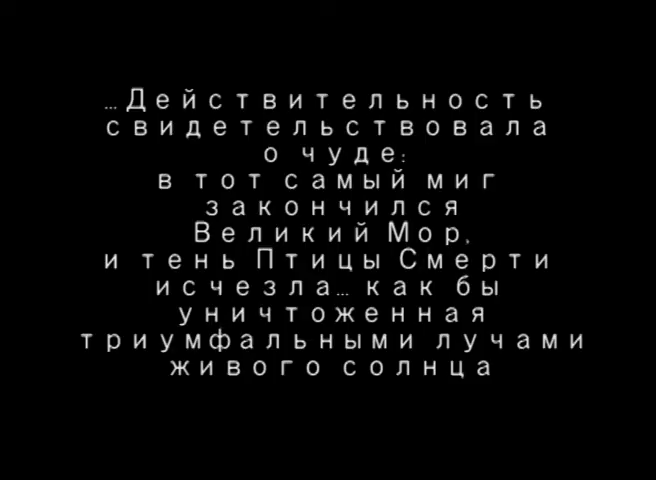 …Действительность
свидетельствовала
о чуде:
в тот самый миг
закончился
Великий Мор,
и тень Птицы Смерти
исчезла… как бы
уничтоженная
триумфальными лучами
живого солнца